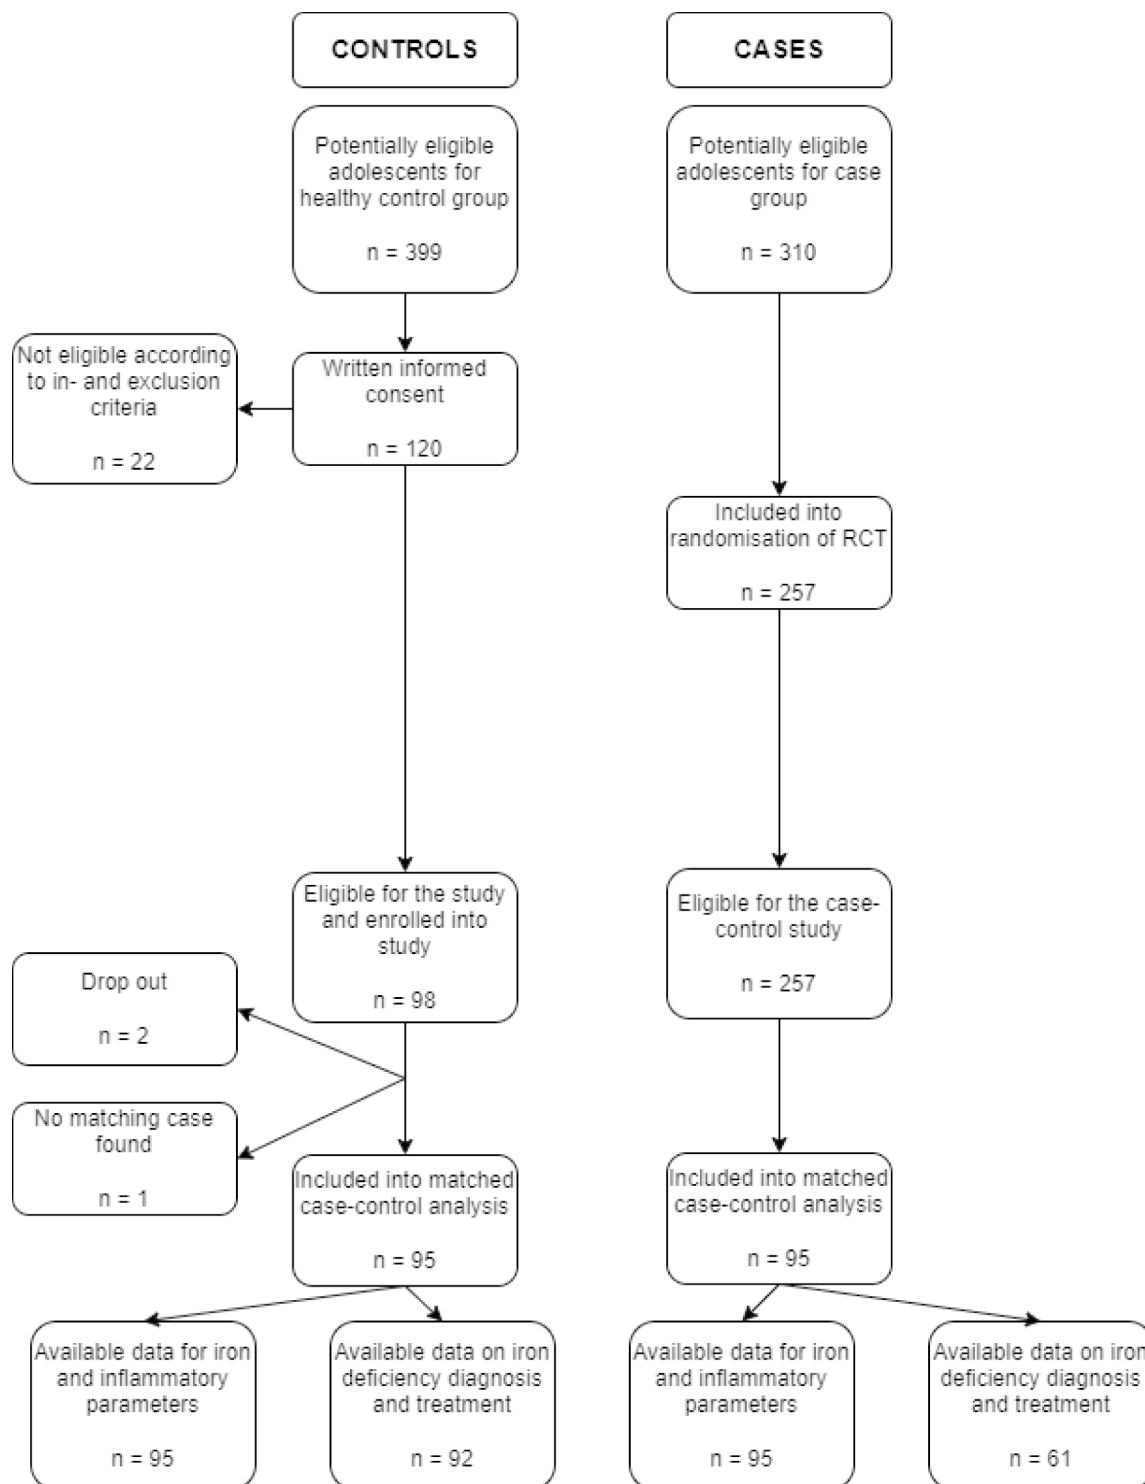 CONTROLS
CASES
Potentially eligible
adolescents for
healthy control group
n = 399
Potentially eligible
adolescents for case
group
n = 310
Not eligible according
to in- and exclusion
criteria
n = 22
Written informed
consent
n = 120
Included into
randomisation of RCT
n = 257
Eligible for the study
and enrolled into
study
n = 98
Eligible for the case-
control study
n = 257
Drop out
n = 2
No matching case
found
n = 1
Included into matched
case-control analysis
n = 95
Included into matched
case-control analysis
n = 95
Available data for iron
and inflammatory
parameters
n = 95
Available data on iron
deficiency diagnosis
and treatment
n = 92
Available data for iron
and inflammatory
parameters
n = 95
Available data on iron
deficiency diagnosis
and treatment
n = 61